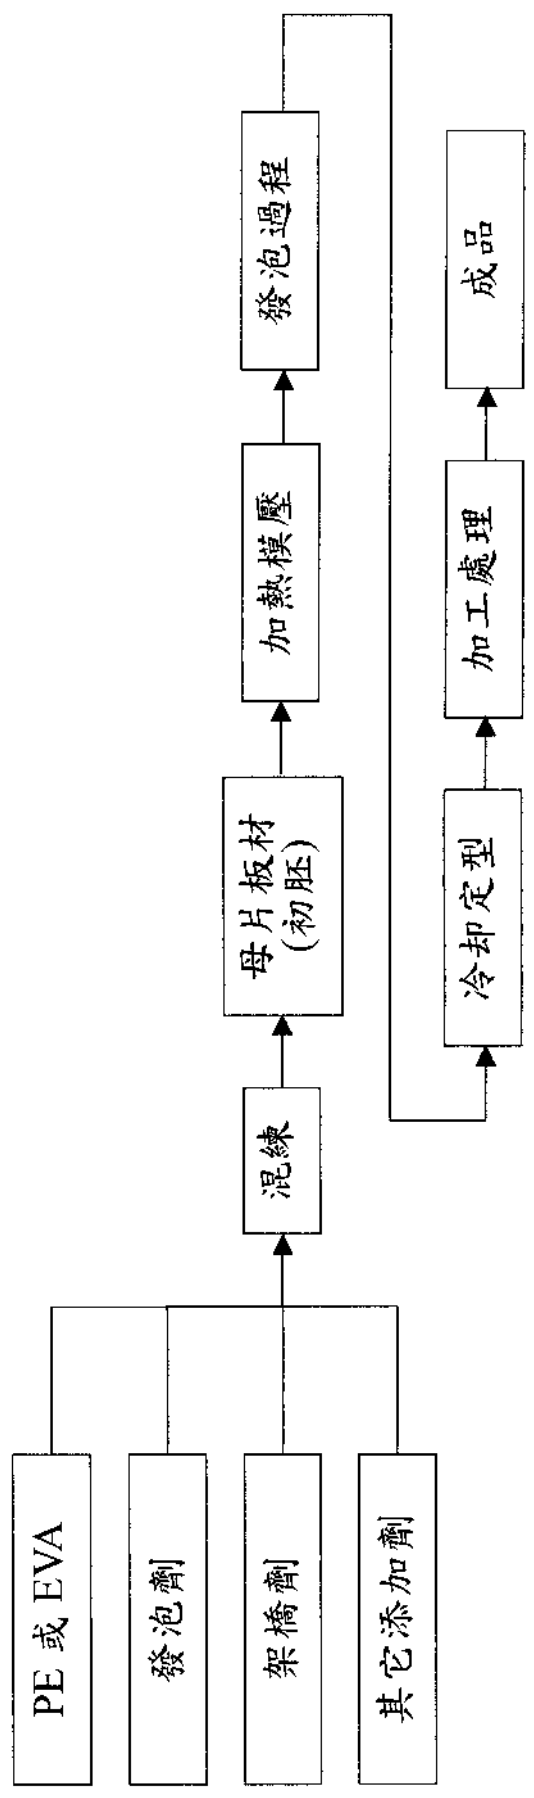 PE 或 EVA
發泡劑
架橋劑
其它添加劑
混練
母片板材
(初胚)
加熱模壓
發泡過程
冷却定型
加工處理
成品